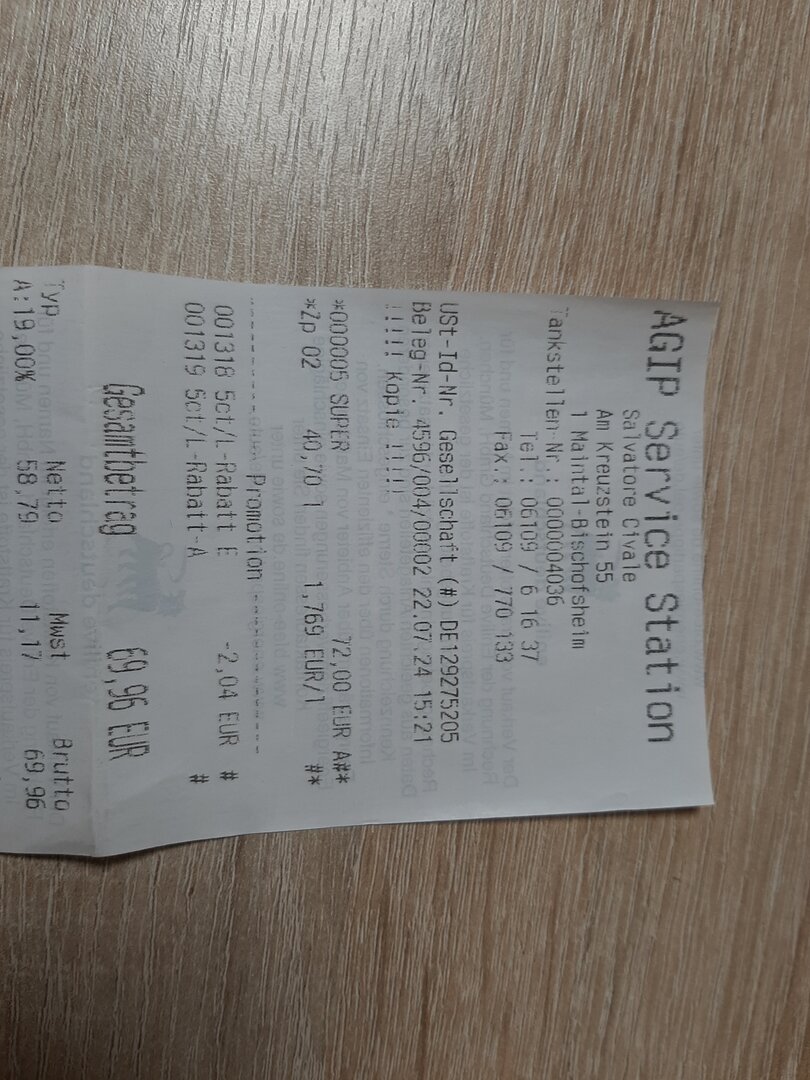 AGIP Service Station
Salvatore Civale
Am Kreuzstein 55
1 Maintal-Bischofsheim
Tankstellen-Nr.: 0000004036
Tel.: 06109 / 6 16 37
Fax.: 06109 / 770 133
USt-Id-Nr. Gesellschaft (#) DE129275205
Beleg-Nr. 4596/004/00002 22.07.24 15:21
!!!!! Kopie !!!!!
*000005 SUPER 72,00 EUR A#*
*Zp 02 40,70 l 1,769 EUR/l #*
------------ Promotion ------------
001318 5ct/L-Rabatt E -2,04 EUR #
001319 5ct/L-Rabatt-A #
Gesamtbetrag 69,96 EUR
Typ Netto Mwst Brutto
A:19,00% 58,79 11,17 69,96